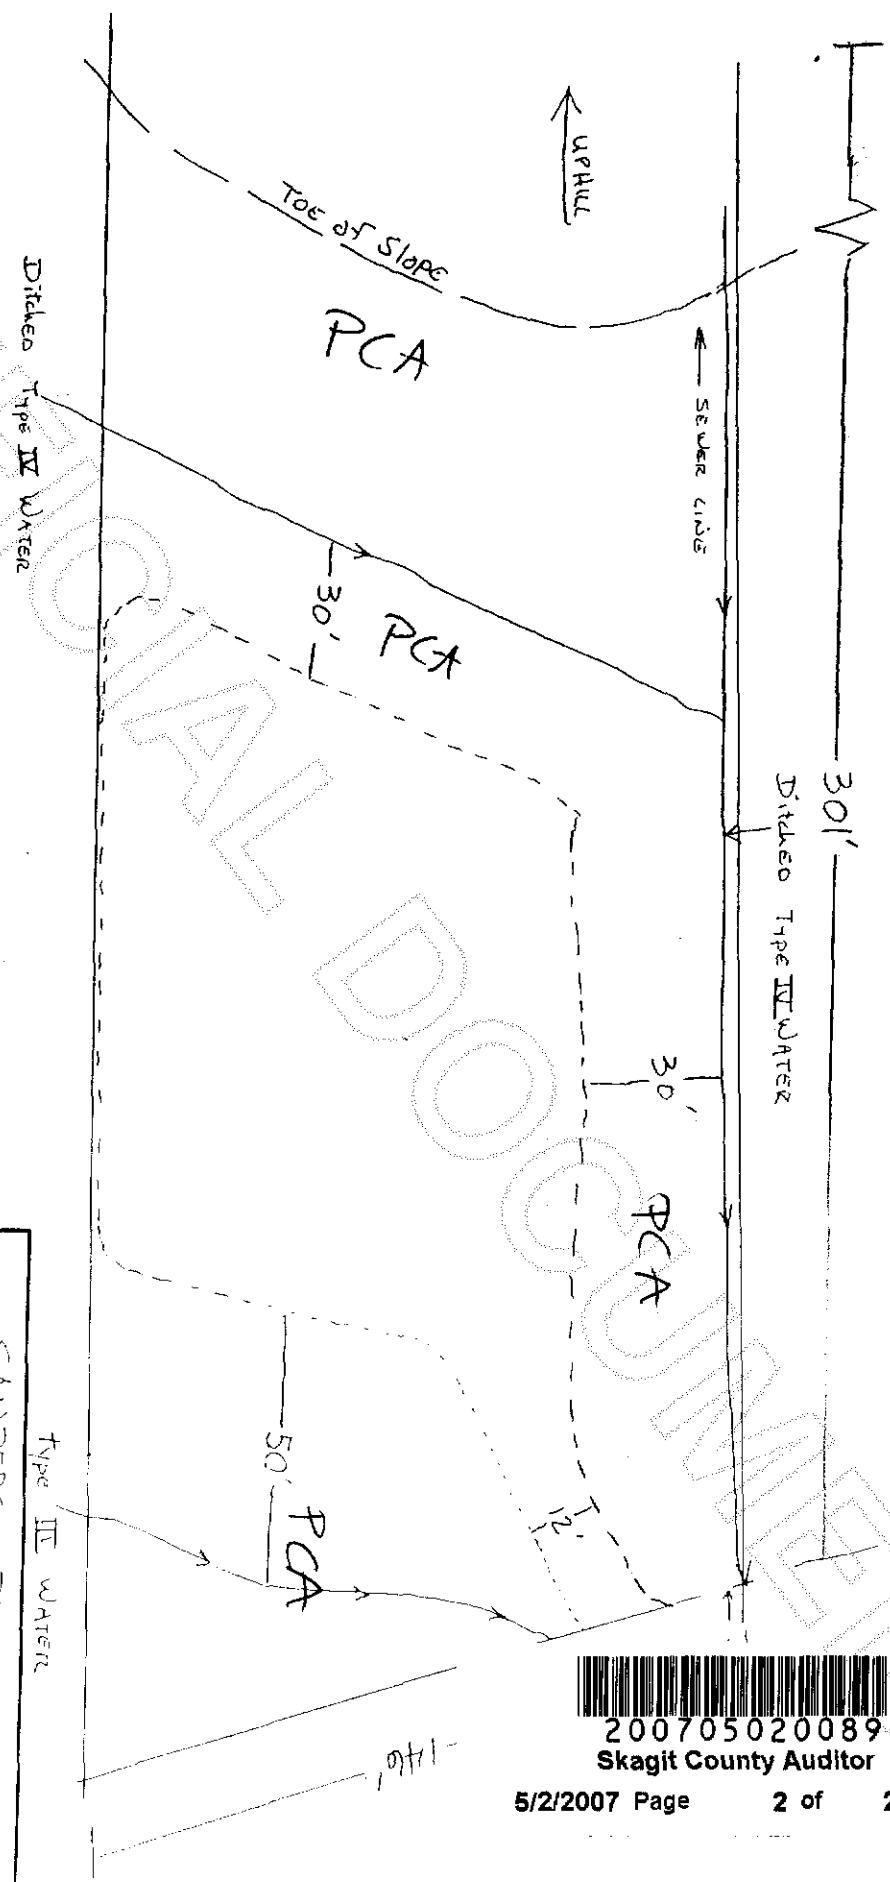 UPHILL
TOE of Slope
PCA
SEWER LINE
301'
Ditched Type IV WATER
Ditched Type IV WATER
30'
PCA
30'
PCA
12'
50'
PCA
type III WATER
146'
200705020089
Skagit County Auditor
5/2/2007 Page 2 of 2